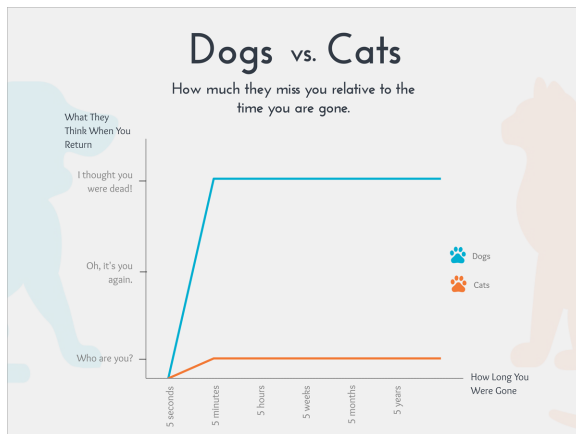 Dogs vs. Cats
How much they miss you relative to the
time you are gone.
What They
Think When You
Return
I thought you
were dead!
Oh, it's you
again.
Who are you?
Dogs
Cats
5 seconds
5 minutes
5 hours
5 weeks
5 months
5 years
How Long You
Were Gone